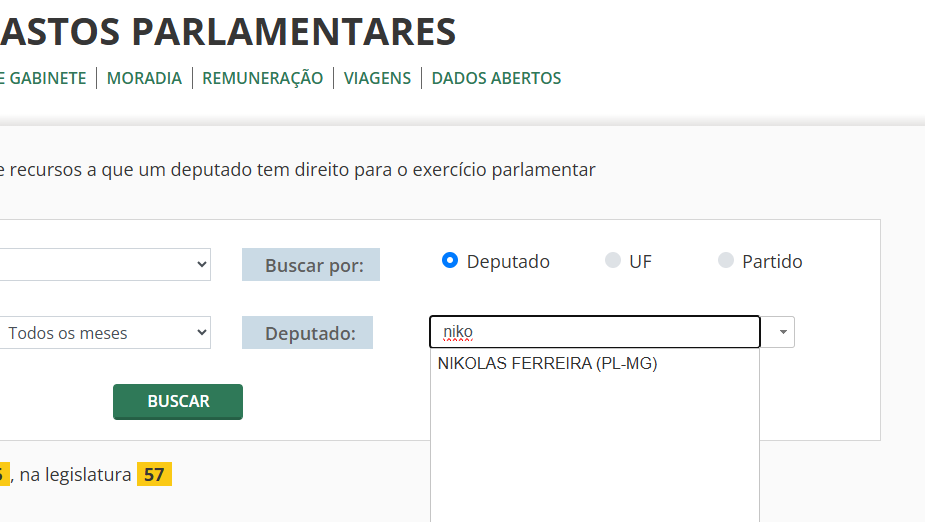 ASTOS PARLAMENTARES
E GABINETE MORADIA REMUNERAÇÃO VIAGENS DADOS ABERTOS
e recursos a que um deputado tem direito para o exercício parlamentar
Buscar por: Deputado UF Partido
Todos os meses Deputado: niko
NIKOLAS FERREIRA (PL-MG)
BUSCAR
, na legislatura 57